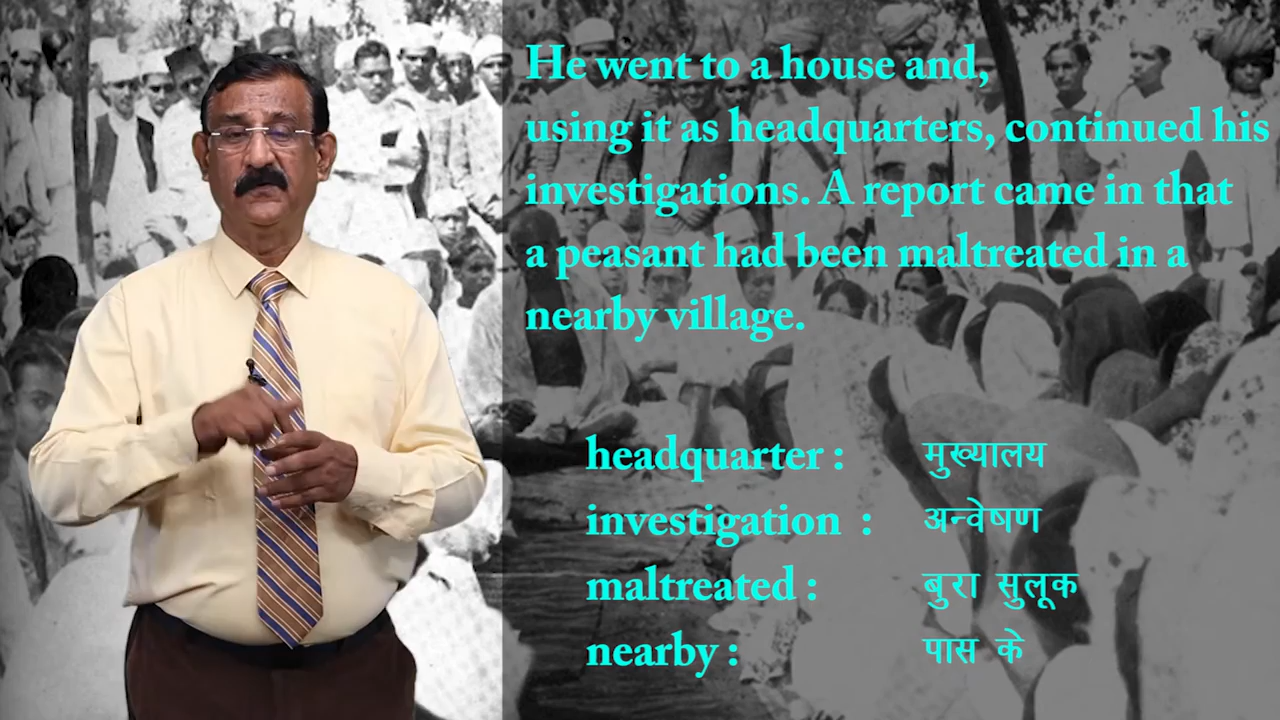 He went to a house and,
using it as headquarters, continued his
investigations. A report came in that
a peasant had been maltreated in a
nearby village.
headquarter : मुख्यालय
investigation : अन्वेषण
maltreated : बुरा सुलूक
nearby : पास के